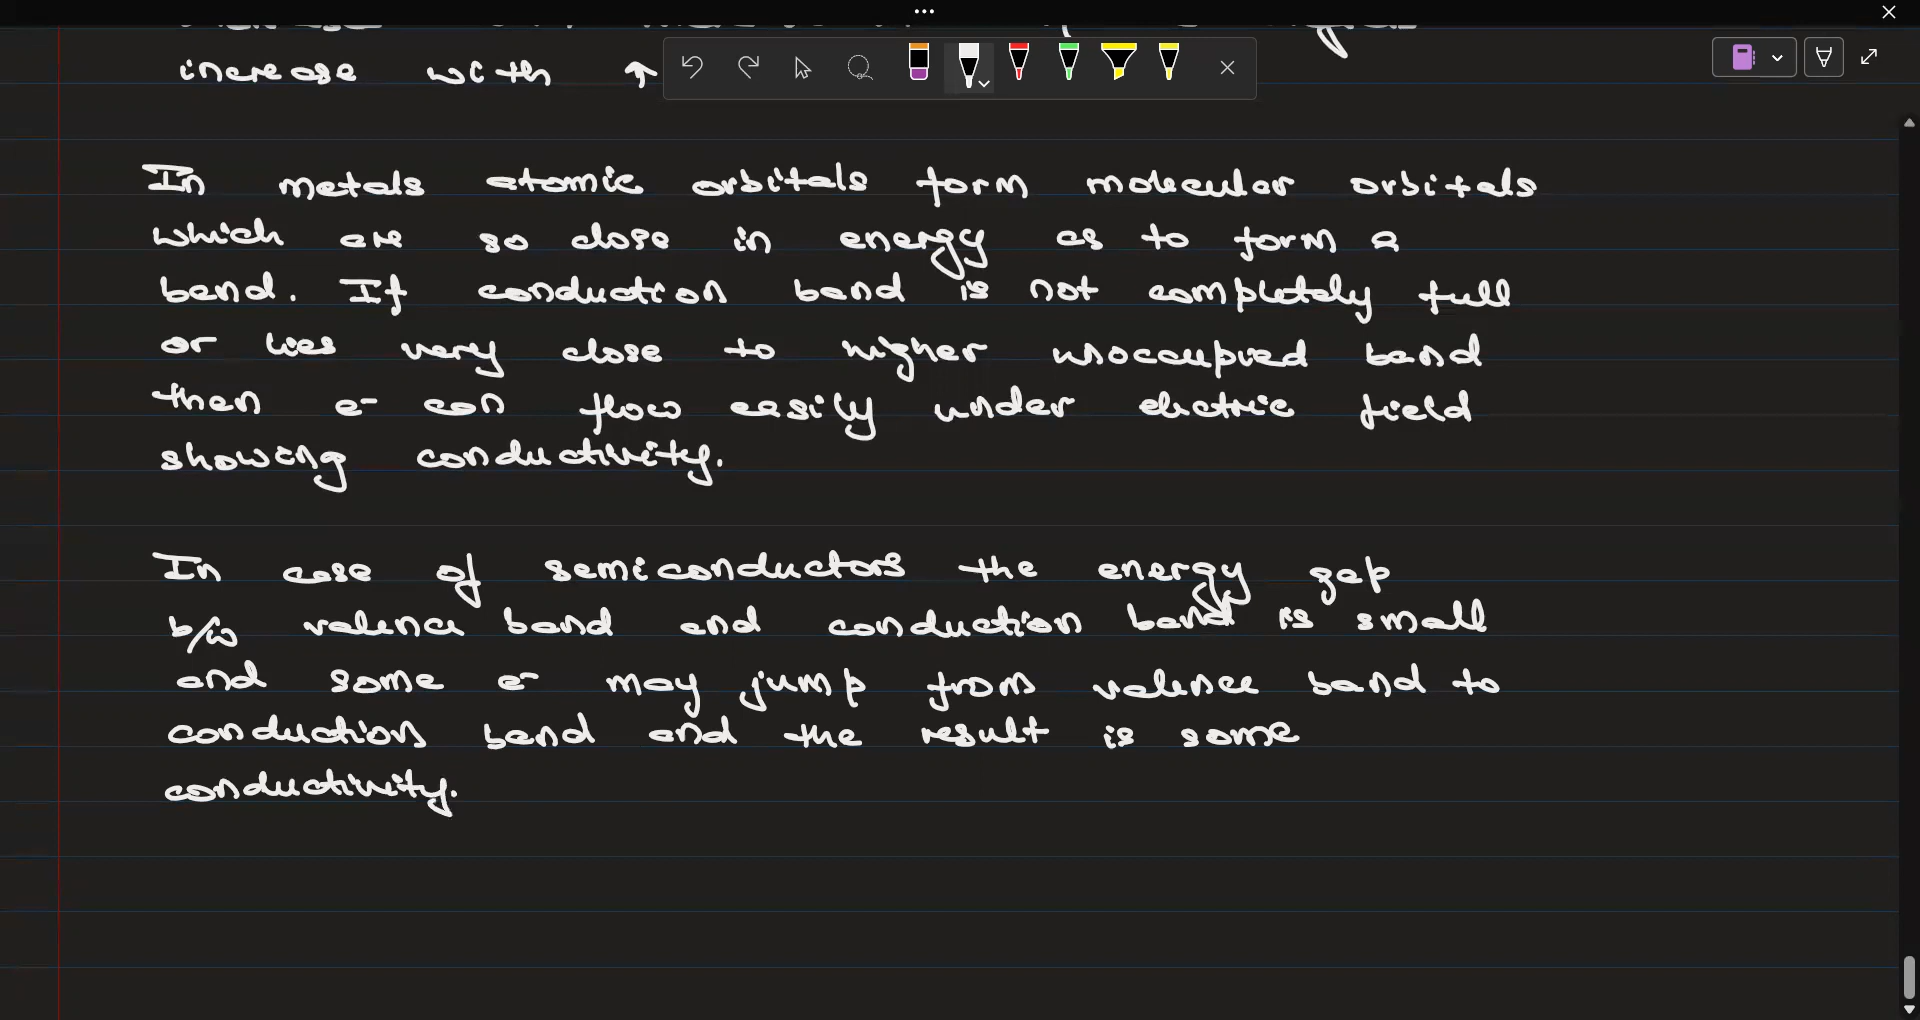 increase with ↑
In metals atomic orbitals form molecular orbitals
which are so close in energy as to form a
band. If conduction band is not completely full
or lies very close to higher unoccupied band
then e- can flow easily under electric field
showing conductivity.
In case of semiconductors the energy gap
b/w valence band and conduction band is small
and some e- may jump from valence band to
conduction band and the result is some
conductivity.